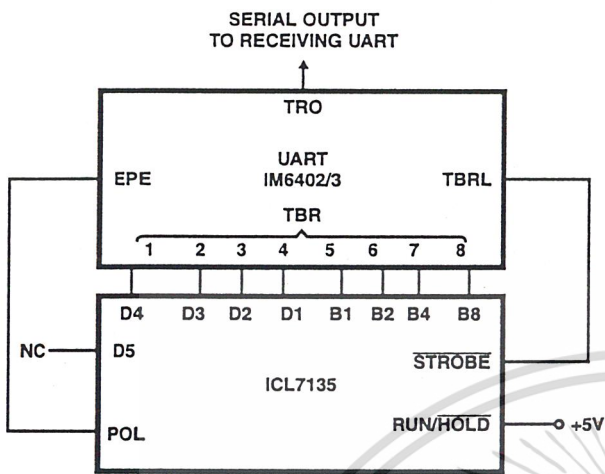 SERIAL OUTPUT
TO RECEIVING UART
TRO
UART
IM6402/3
EPE
TBRL
TBR
1 2 3 4 5 6 7 8
D4 D3 D2 D1 B1 B2 B4 B8
NC
D5
STROBE
ICL7135
POL
RUN/HOLD
+5V